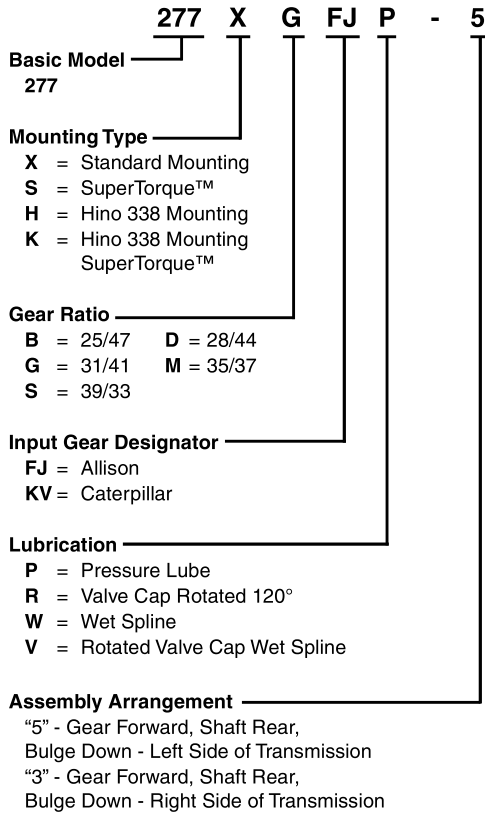 277 X G FJ P - 5
Basic Model
277
Mounting Type
X = Standard Mounting
S = SuperTorque™
H = Hino 338 Mounting
K = Hino 338 Mounting
SuperTorque™
Gear Ratio
B = 25/47 D = 28/44
G = 31/41 M = 35/37
S = 39/33
Input Gear Designator
FJ = Allison
KV = Caterpillar
Lubrication
P = Pressure Lube
R = Valve Cap Rotated 120°
W = Wet Spline
V = Rotated Valve Cap Wet Spline
Assembly Arrangement
“5” - Gear Forward, Shaft Rear,
Bulge Down - Left Side of Transmission
“3” - Gear Forward, Shaft Rear,
Bulge Down - Right Side of Transmission